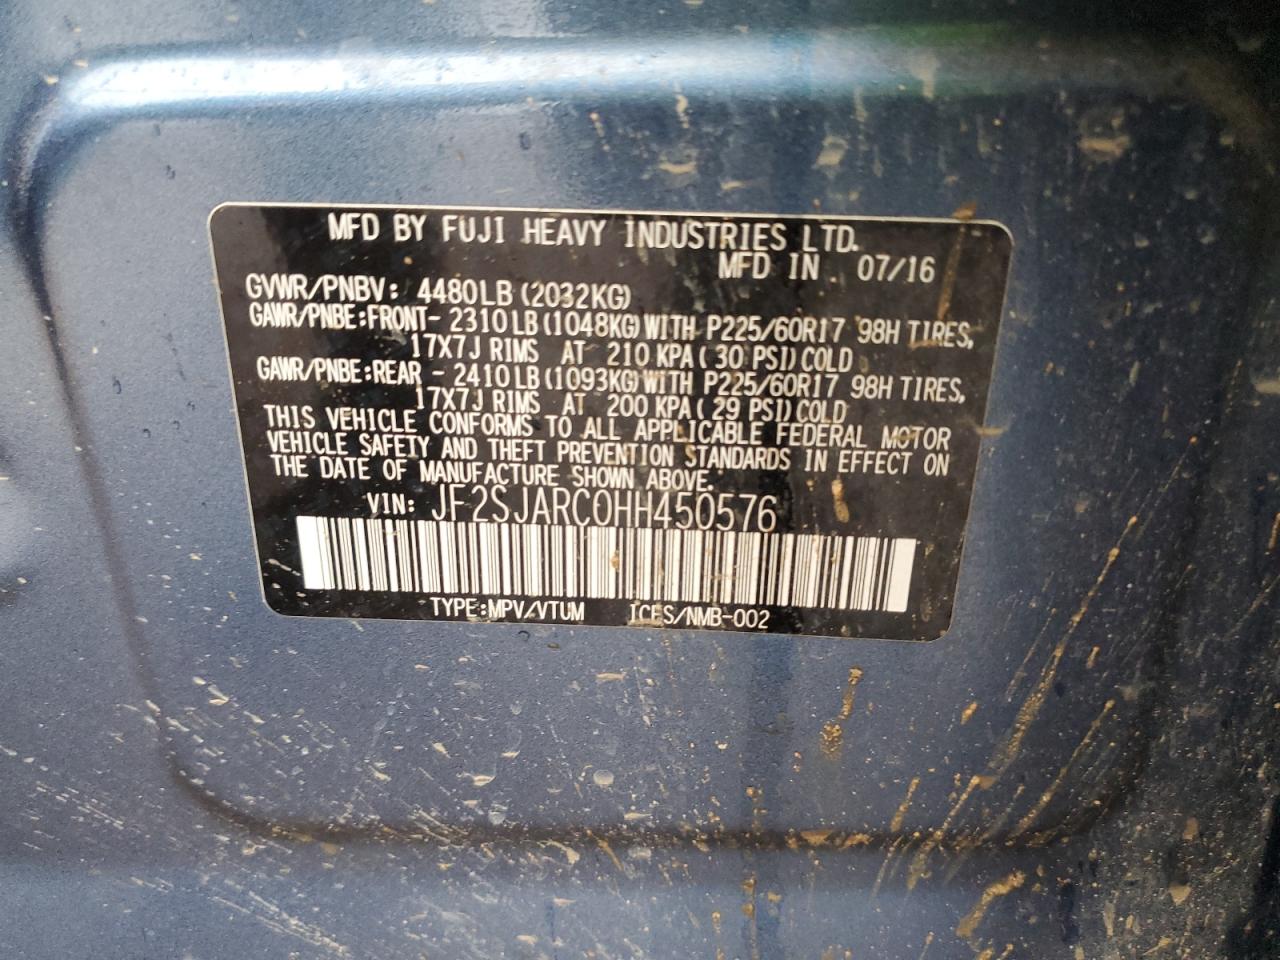 MFD BY FUJI HEAVY INDUSTRIES LTD.
MFD IN 07/16
GVWR/PNBV: 4480LB (2032KG)
GAWR/PNBE:FRONT- 2310LB(1048KG)WITH P225/60R17 98H TIRES,
17X7J RIMS AT 210 KPA(30 PSI)COLD
GAWR/PNBE:REAR - 2410LB(1093KG)WITH P225/60R17 98H TIRES,
17X7J RIMS AT 200 KPA(29 PSI)COLD
THIS VEHICLE CONFORMS TO ALL APPLICABLE FEDERAL MOTOR
VEHICLE SAFETY AND THEFT PREVENTION STANDARDS IN EFFECT ON
THE DATE OF MANUFACTURE SHOWN ABOVE.
VIN: JF2SJARC0HH450576
TYPE:MPV/VTUM ICES/NMB-002